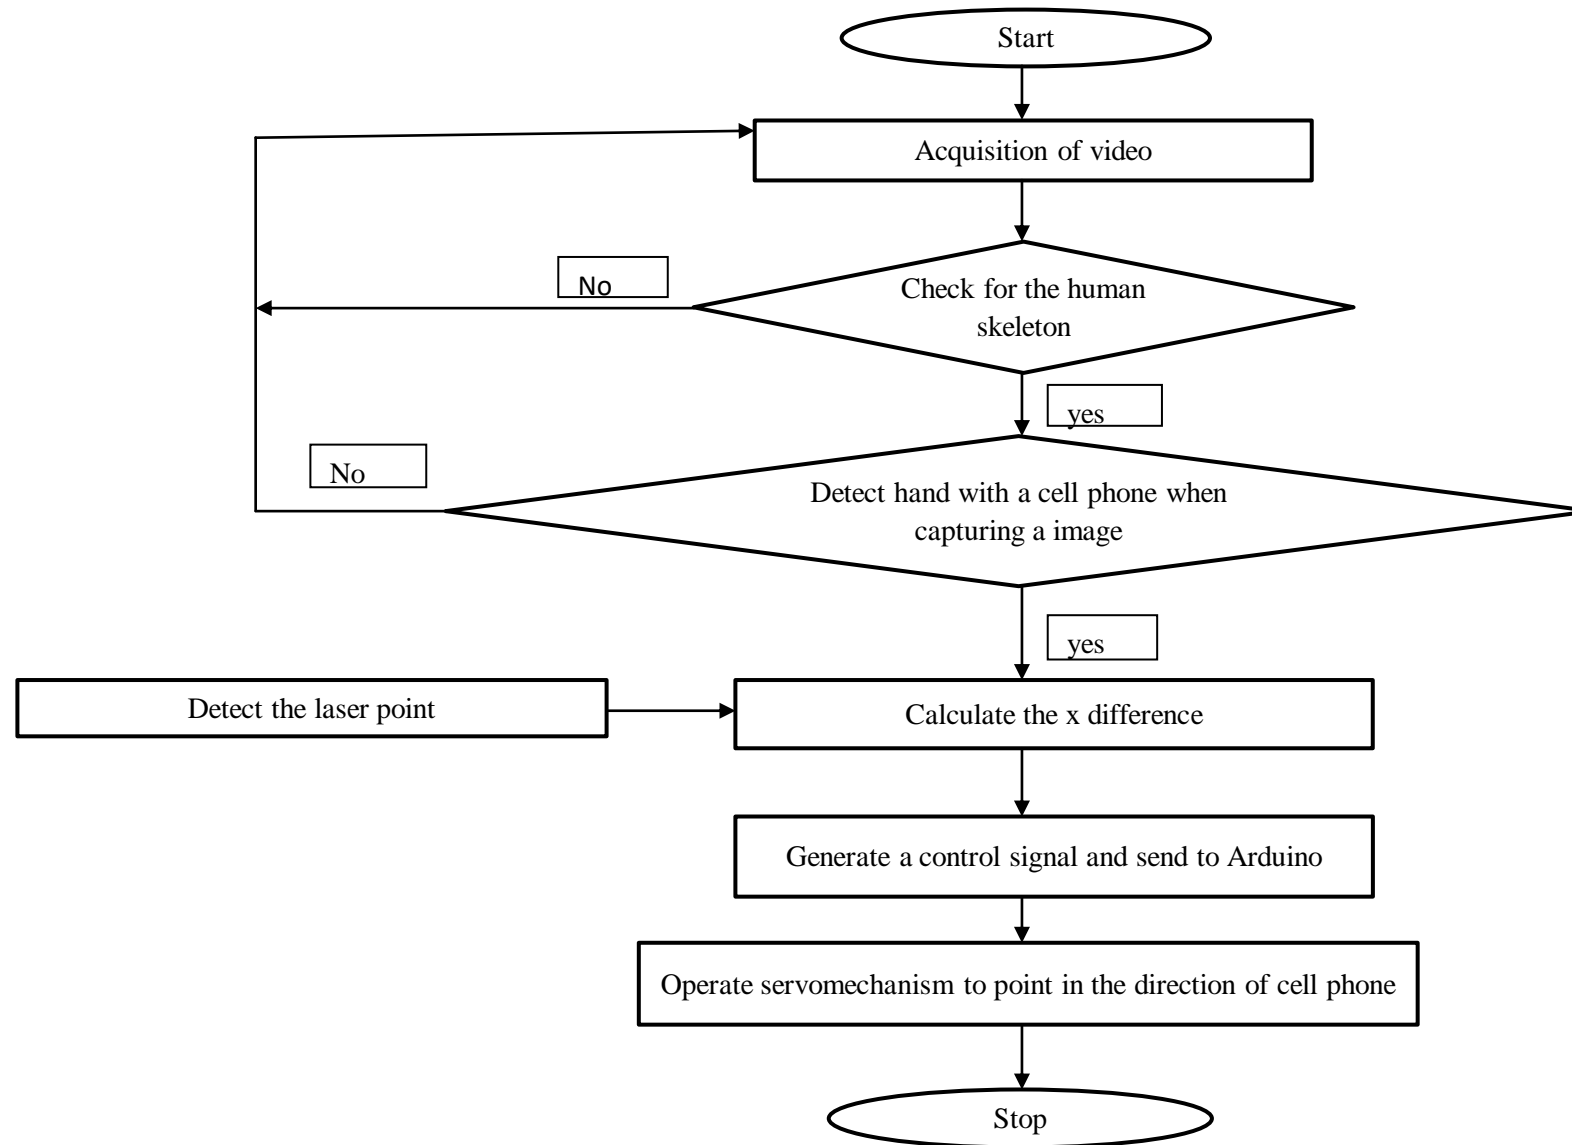 Start
Acquisition of video
No
Check for the human
skeleton
yes
No
Detect hand with a cell phone when
capturing a image
yes
Detect the laser point
Calculate the x difference
Generate a control signal and send to Arduino
Operate servomechanism to point in the direction of cell phone
Stop